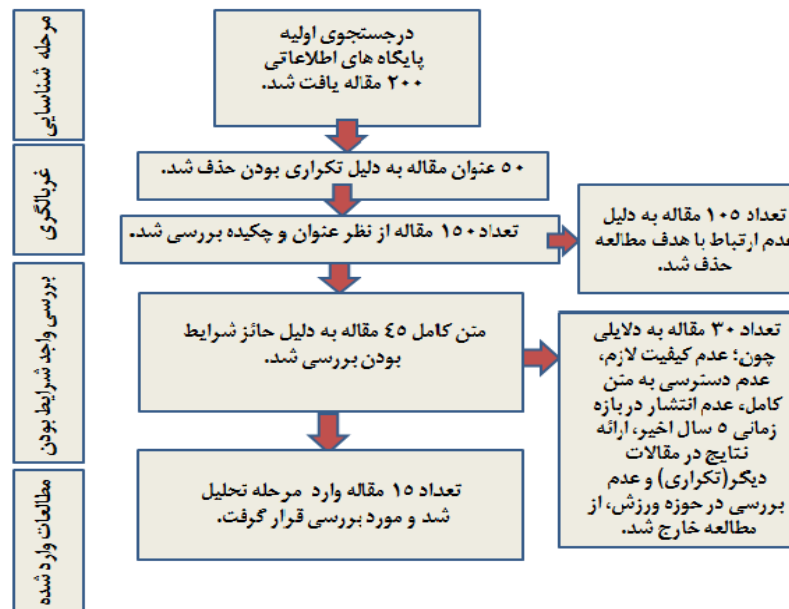 مرحله شناسایی
درجستجوی اولیه
پایگاه های اطلاعاتی
۲۰۰ مقاله یافت شد.
غربالگری
۵۰ عنوان مقاله به دلیل تکراری بودن حذف شد.
تعداد ۱۵۰ مقاله از نظر عنوان و چکیده بررسی شد.
تعداد ۱۰۵ مقاله به دلیل
عدم ارتباط با هدف مطالعه
حذف شد.
بررسی واجد شرایط بودن
متن کامل ٤٥ مقاله به دلیل حائز شرایط
بودن بررسی شد.
تعداد ۳۰ مقاله به دلایلی
چون؛ عدم کیفیت لازم،
عدم دسترسی به متن
کامل، عدم انتشار در بازه
زمانی ٥ سال اخیر، ارائه
نتایج در مقالات
دیگر(تکراری) و عدم
بررسی در حوزه ورزش، از
مطالعه خارج شد.
مطالعات وارد شده
تعداد ۱۵ مقاله وارد مرحله تحلیل
شد و مورد بررسی قرار گرفت.